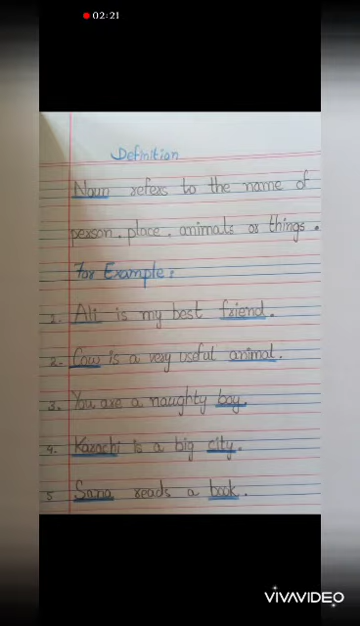 02:21
Definition
Noun refers to the name of
person, place, animals or things.
For Example:
1. Ali is my best friend.
2. Cow is a very useful animal.
3. You are a naughty boy.
4. Karachi is a big city.
5 Sana reads a book.
VIVAVIDEO